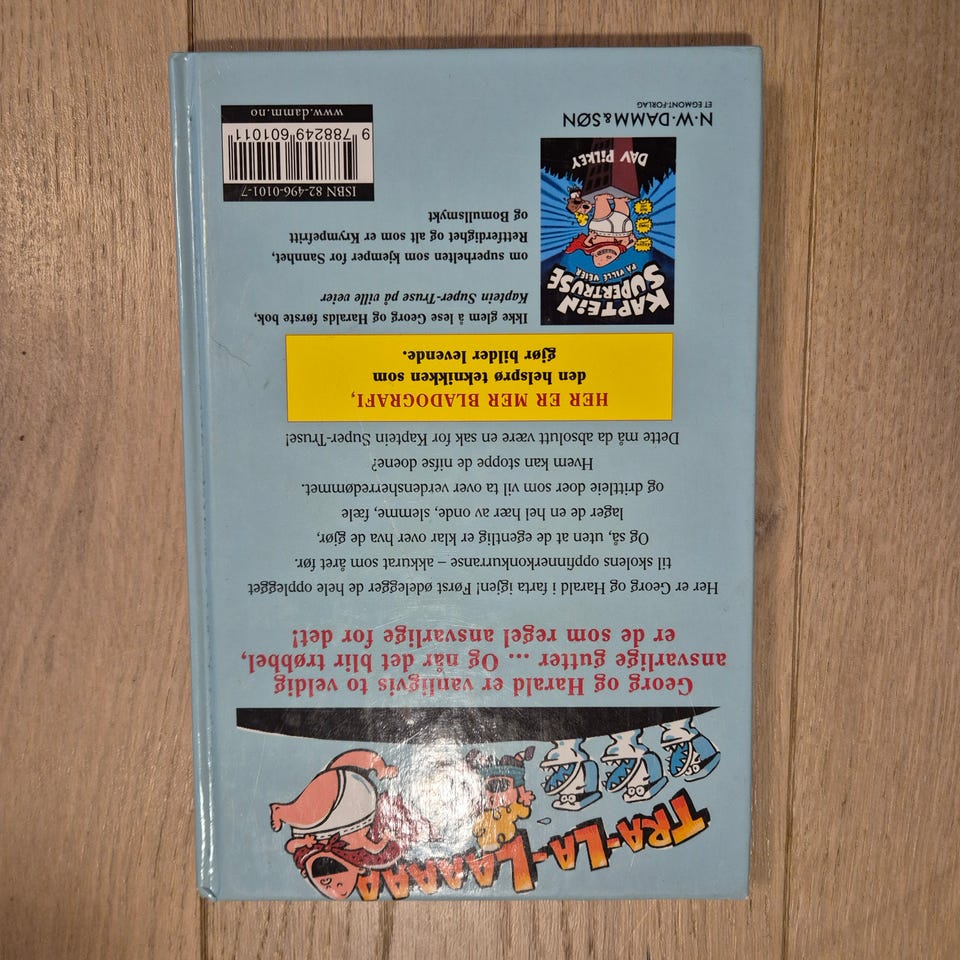 TRA-LA-LAAAAA
Georg og Harald er vanligvis to veldig
ansvarlige gutter ... Og når det blir trøbbel,
er de som regel ansvarlige for det!
Her er Georg og Harald i farta igjen! Først ødelegger de hele opplegget
til skolens oppfinnerkonkurranse – akkurat som året før.
Og så, uten at de egentlig er klar over hva de gjør,
lager de en hel hær av onde, slemme, fæle
og drittleie doer som vil ta over verdensherredømmet.
Hvem kan stoppe de nifse doene?
Dette må da absolutt være en sak for Kaptein Super-Truse!
HER ER MER BLADOGRAFI,
den helsprø teknikken som
gjør bilder levende.
Ikke glem å lese Georg og Haralds første bok,
Kaptein Super-Truse på ville veier
om superhelten som kjemper for Sannhet,
Rettferdighet og alt som er Krympefritt
og Bomullsmykt
KAPTEIN
SUPERTRUSE
PÅ VILLE VEIER
DAV PILKEY
N·W·DAMM & SØN
ET EGMONT-FORLAG
ISBN 82-496-0101-7
9 788249 601011
www.damm.no